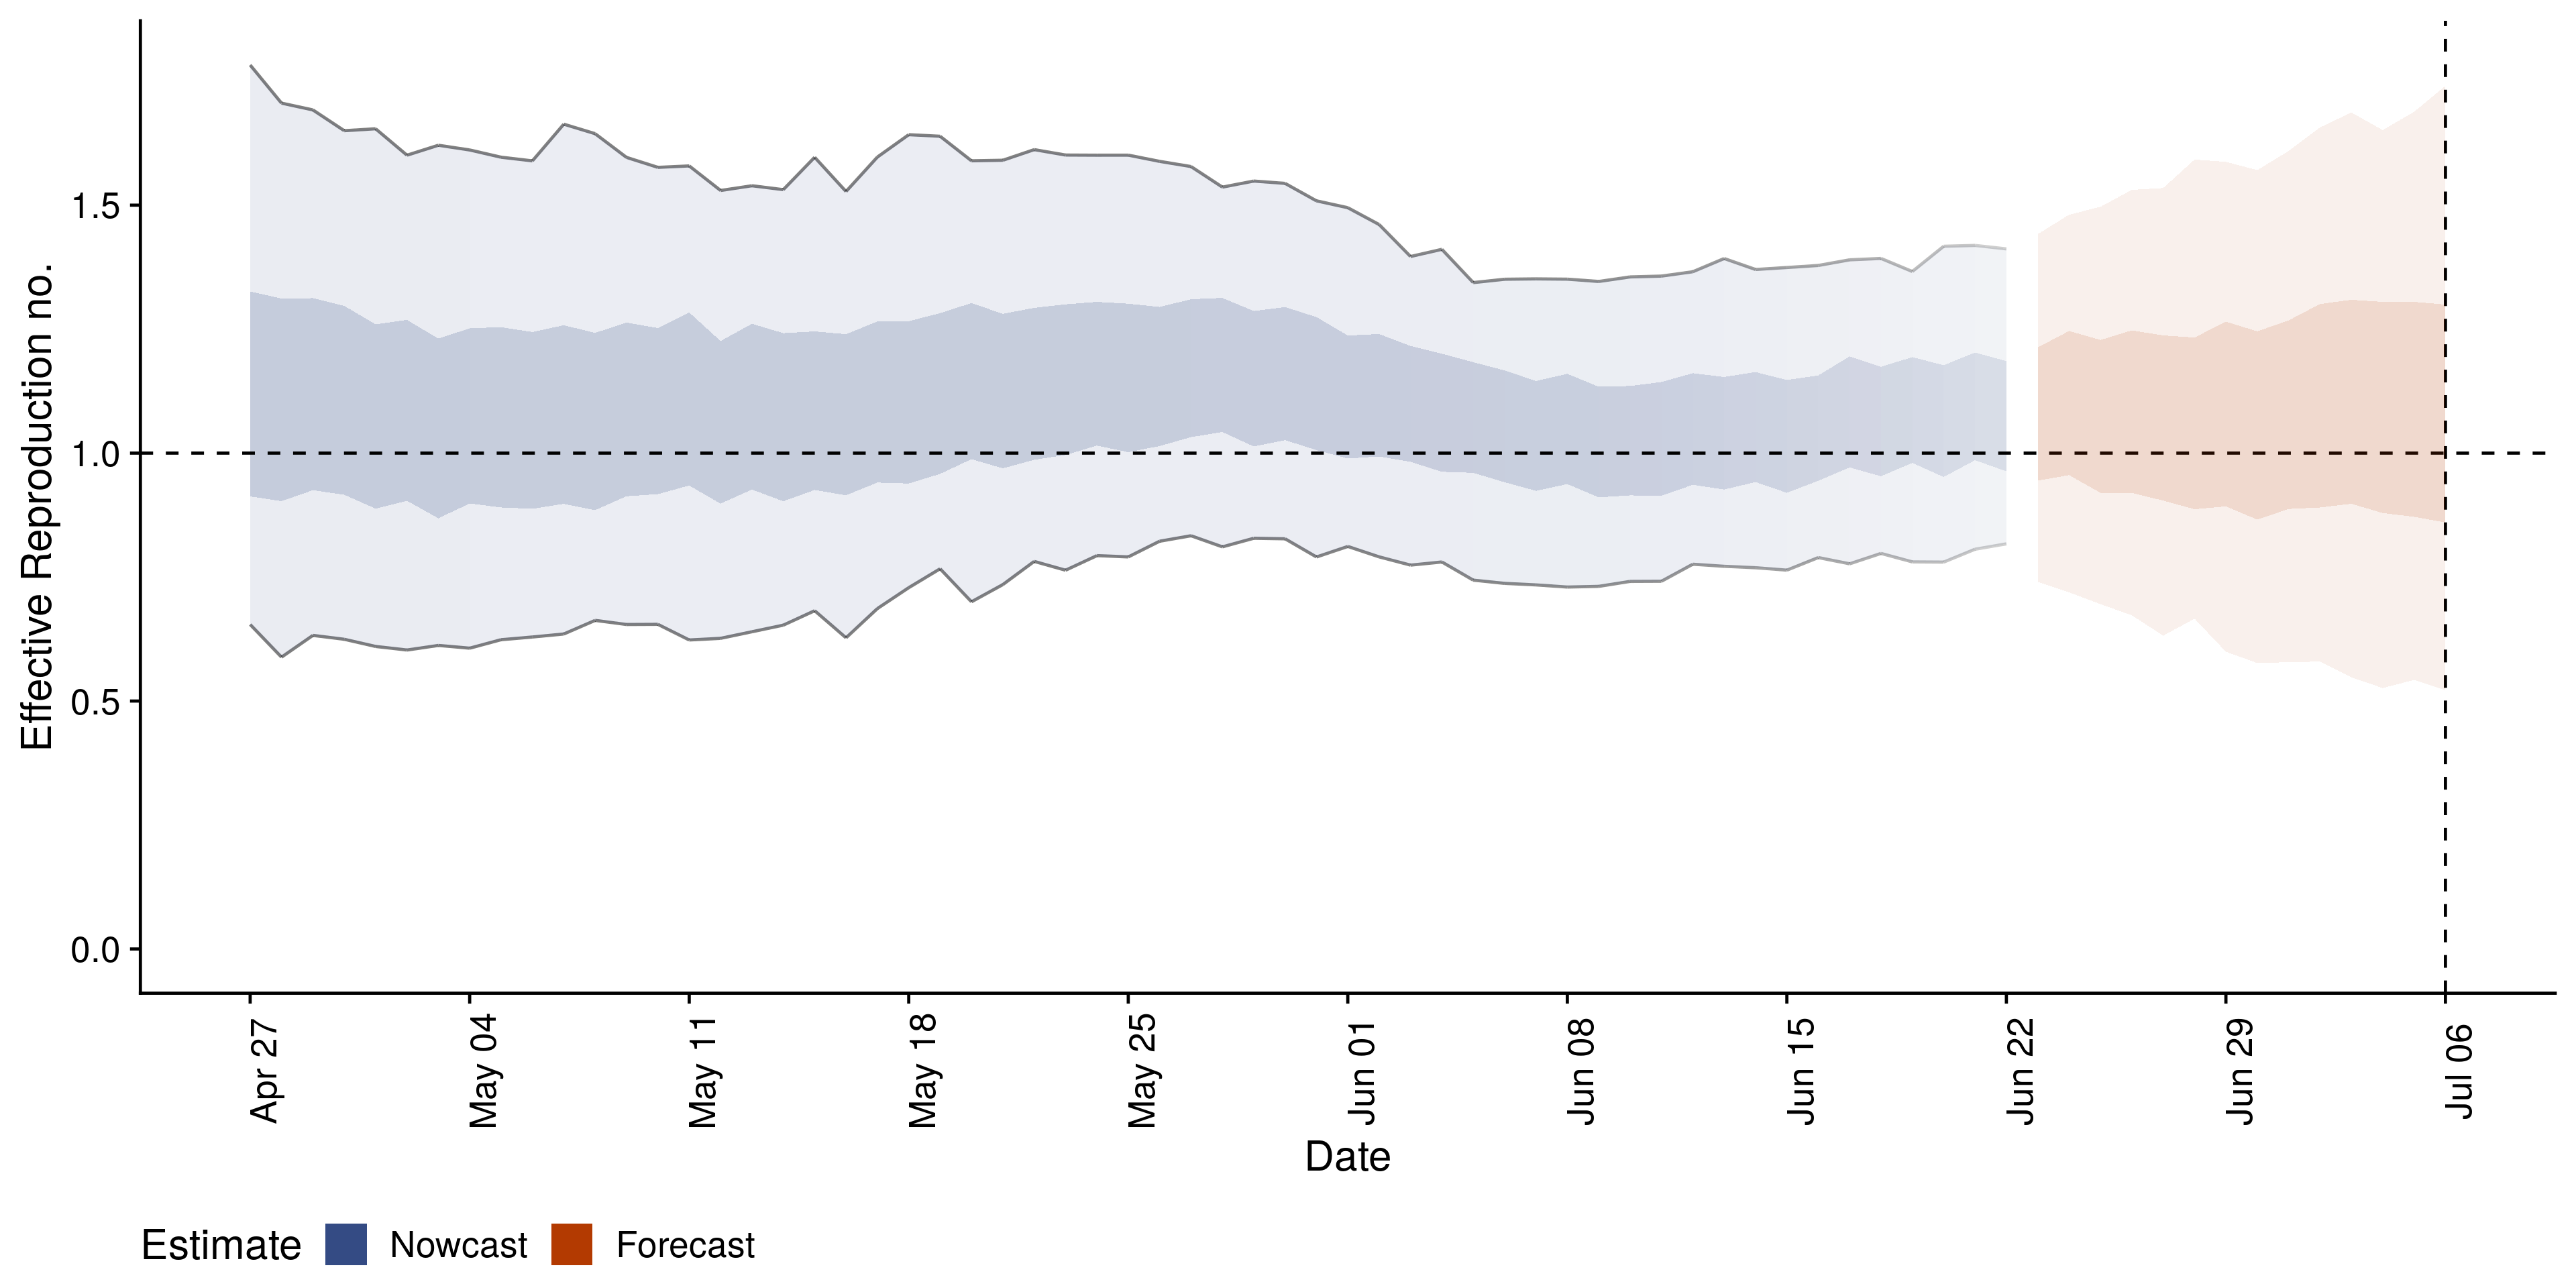 Effective Reproduction no.
1.5
1.0
0.5
0.0
Apr 27
May 04
May 11
May 18
May 25
Jun 01
Jun 08
Jun 15
Jun 22
Jun 29
Jul 06
Date
Estimate Nowcast Forecast